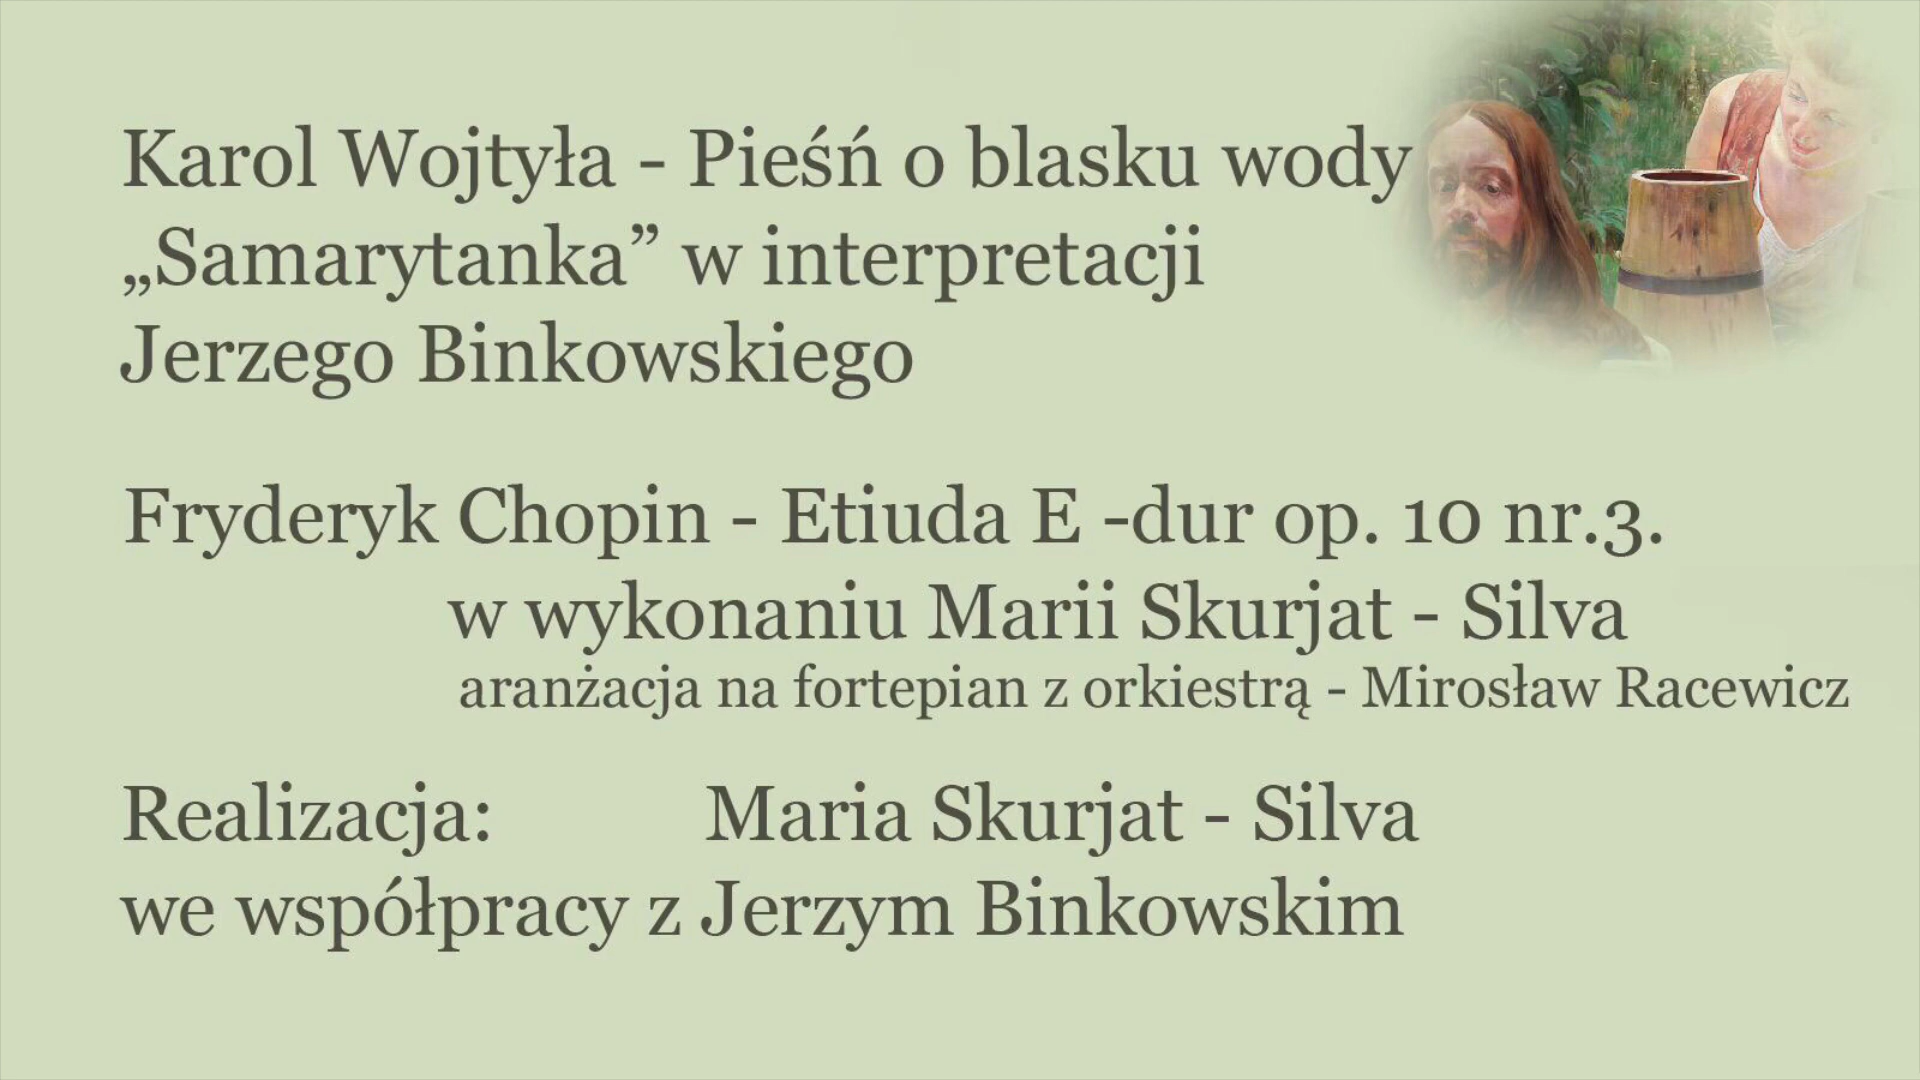 Karol Wojtyła - Pieśń o blasku wody
„Samarytanka” w interpretacji
Jerzego Binkowskiego
Fryderyk Chopin - Etiuda E -dur op. 10 nr.3.
w wykonaniu Marii Skurjat - Silva
aranżacja na fortepian z orkiestrą - Mirosław Racewicz
Realizacja: Maria Skurjat - Silva
we współpracy z Jerzym Binkowskim